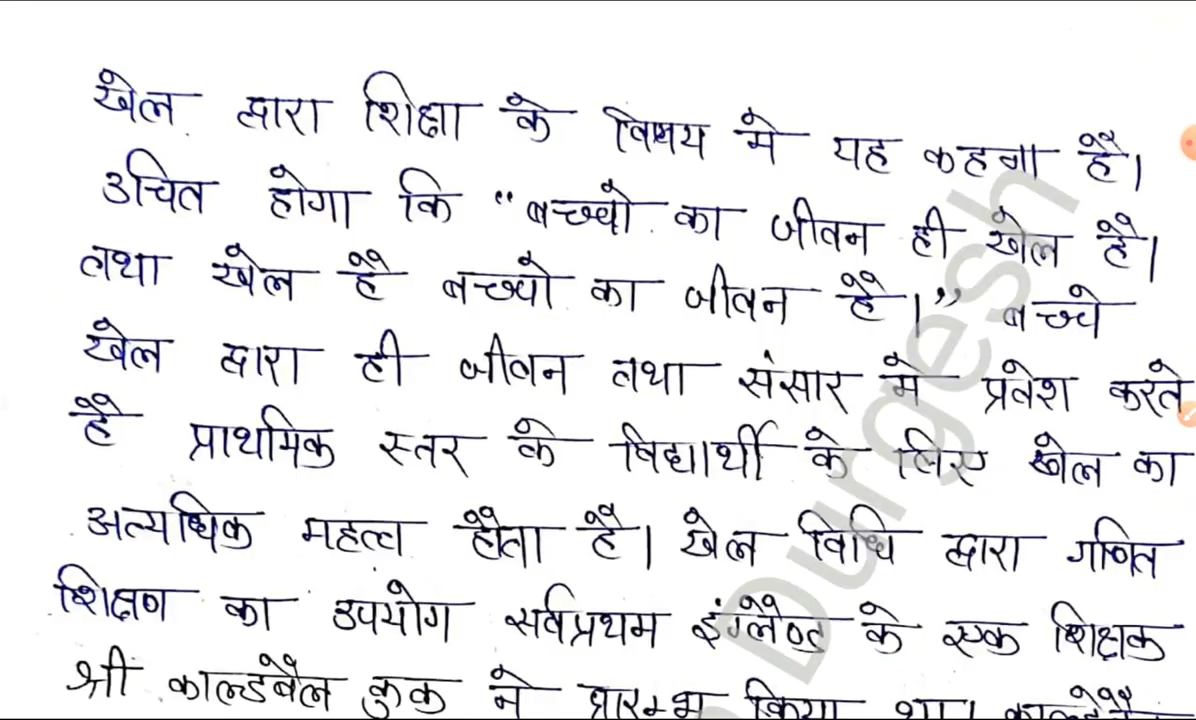 खेल द्वारा शिक्षा के विषय मे यह कहना है।
उचित होगा कि "बच्चो का जीवन ही खेल है।
तथा खेल है बच्चो का जीवन है।" बच्चे
खेल द्वारा ही जीवन तथा संसार मे प्रवेश करते
है प्राथमिक स्तर के विद्यार्थी के लिए खेल का
अत्यधिक महत्व होता है। खेल विधि द्वारा गणित
शिक्षण का उपयोग सर्वप्रथम इंग्लैण्ड के एक शिक्षक
श्री काल्डवैल कुक ने प्रारम्भ किया था।
Durgesh